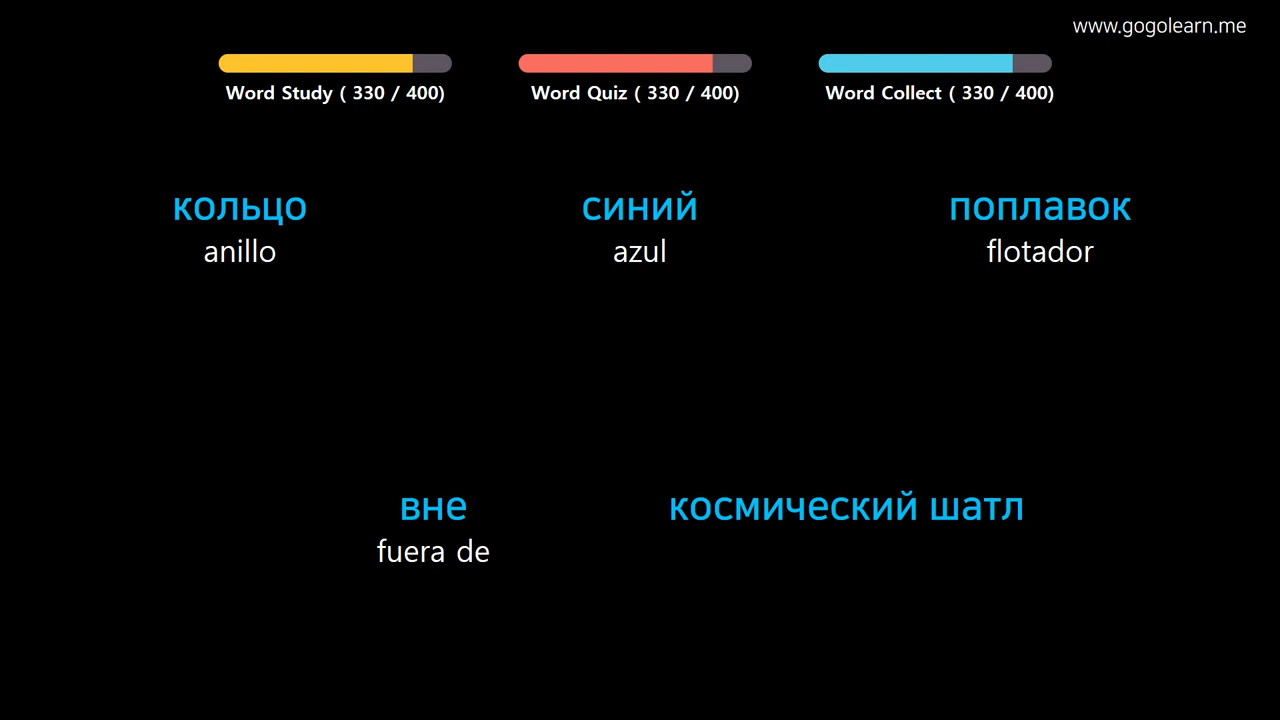 www.gogolearn.me
Word Study ( 330 / 400)
Word Quiz ( 330 / 400)
Word Collect ( 330 / 400)
кольцо
anillo
синий
azul
поплавок
flotador
вне
fuera de
космический шатл